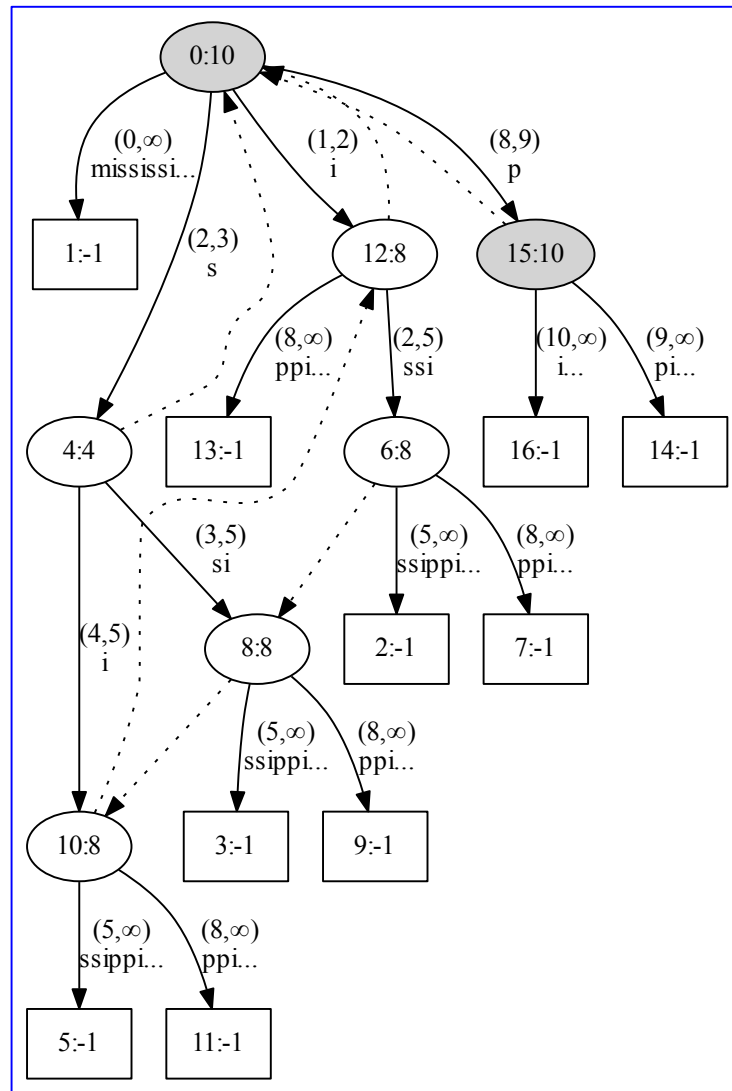 0:10
(0,∞)
mississi...
(1,2)
i
(8,9)
p
(2,3)
s
1:-1
12:8
15:10
(8,∞)
ppi...
(2,5)
ssi
(10,∞)
i...
(9,∞)
pi...
4:4
13:-1
6:8
16:-1
14:-1
(3,5)
si
(5,∞)
ssippi...
(8,∞)
ppi...
(4,5)
i
8:8
2:-1
7:-1
(5,∞)
ssippi...
(8,∞)
ppi...
10:8
3:-1
9:-1
(5,∞)
ssippi...
(8,∞)
ppi...
5:-1
11:-1